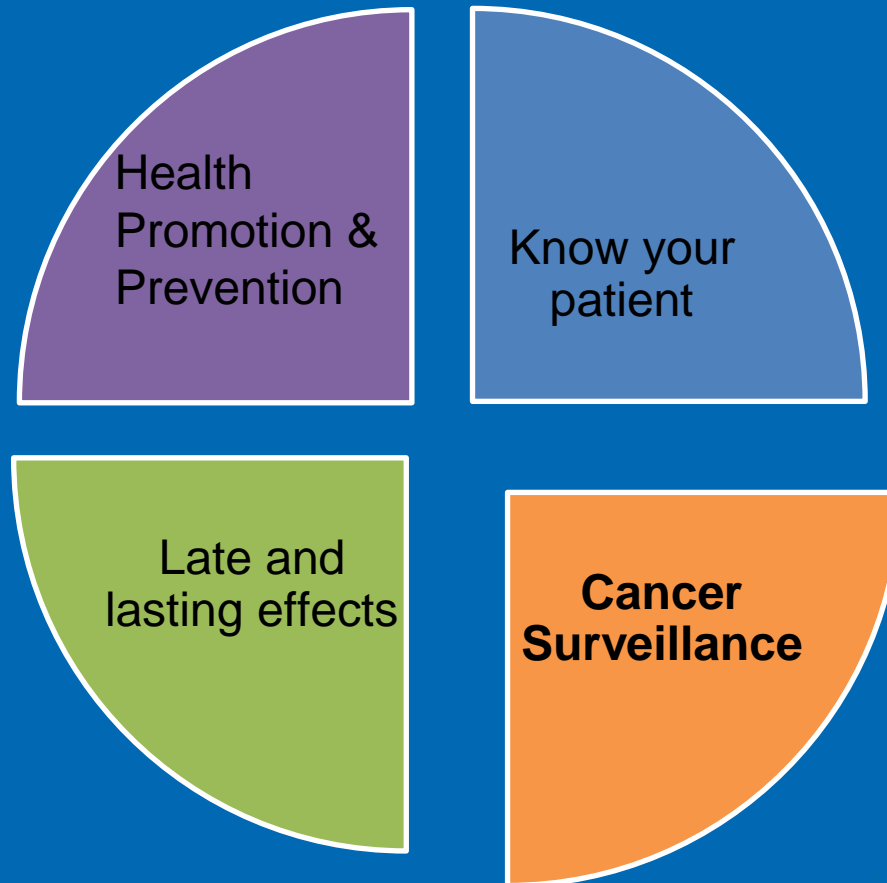 Health
Promotion &
Prevention
Know your
patient
Late and
lasting effects
Cancer
Surveillance